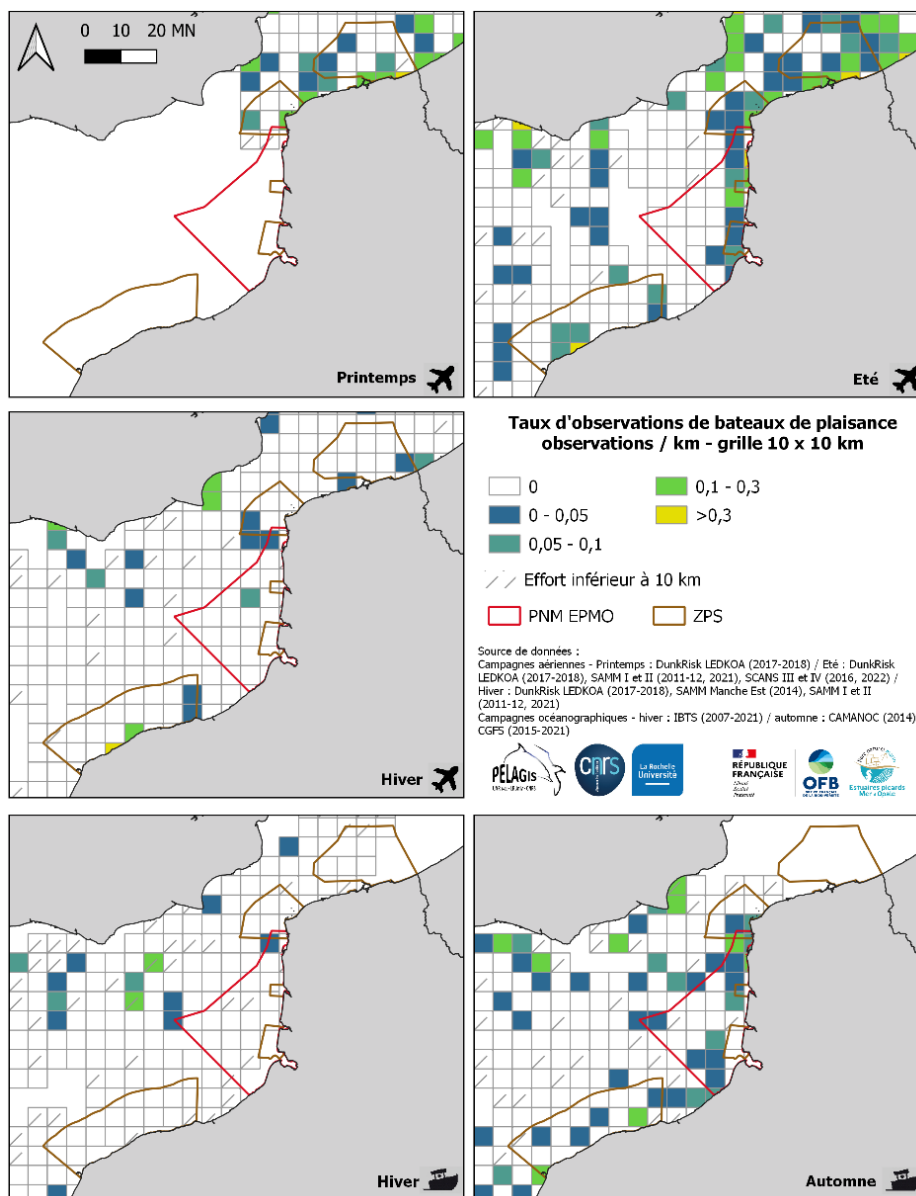 0 10 20 MN
Printemps
Eté
Taux d'observations de bateaux de plaisance
observations / km - grille 10 x 10 km
0
0,1 - 0,3
0 - 0,05
>0,3
0,05 - 0,1
Effort inférieur à 10 km
PNM EPMO
ZPS
Source de données :
Campagnes aériennes - Printemps : DunkRisk LEDKOA (2017-2018) / Eté : DunkRisk
LEDKOA (2017-2018), SAMM I et II (2011-12, 2021), SCANS III et IV (2016, 2022) /
Hiver : DunkRisk LEDKOA (2017-2018), SAMM Manche Est (2014), SAMM I et II
(2011-12, 2021)
Campagnes océanographiques - hiver : IBTS (2007-2021) / automne : CAMANOC (2014)
CGFS (2015-2021)
PELAGIS
cnrs
La Rochelle
Université
RÉPUBLIQUE
FRANÇAISE
Liberté
Égalité
Fraternité
OFB
Estuaires picards
Mer d'Opale
Hiver
Hiver
Automne